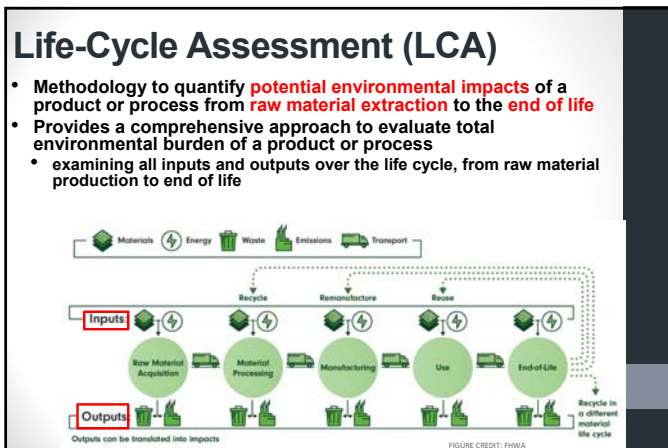 Life-Cycle Assessment (LCA)
• Methodology to quantify potential environmental impacts of a
product or process from raw material extraction to the end of life
• Provides a comprehensive approach to evaluate total
environmental burden of a product or process
• examining all inputs and outputs over the life cycle, from raw material
production to end of life
Materials Energy Waste Emissions Transport
Recycle Remanufacture Reuse
Inputs:
Raw Material
Acquisition
Material
Processing
Manufacturing
Use
End-of-Life
Recycle in
a different
material
life cycle
Outputs:
Outputs can be translated into impacts
FIGURE CREDIT: FHWA